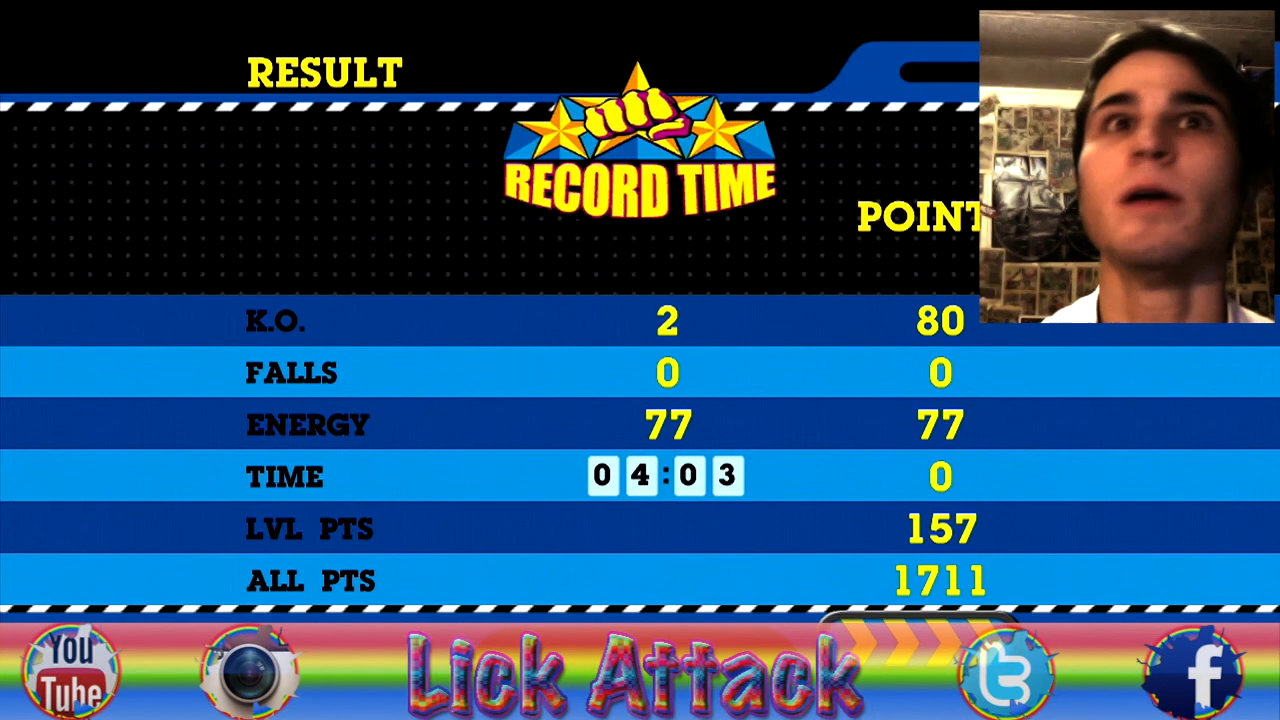 RESULT
RECORD TIME
POINT
K.O. 2 80
FALLS 0 0
ENERGY 77 77
TIME 04:03 0
LVL PTS 157
ALL PTS 1711
You Tube Lick Attack t f